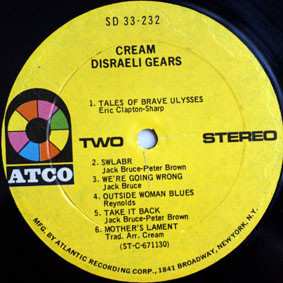 SD 33-232
CREAM
DISRAELI GEARS
1. TALES OF BRAVE ULYSSES
Eric Clapton-Sharp
TWO
STEREO
2. SWLABR
Jack Bruce-Peter Brown
3. WE'RE GOING WRONG
Jack Bruce
4. OUTSIDE WOMAN BLUES
Reynolds
5. TAKE IT BACK
Jack Bruce-Peter Brown
6. MOTHER'S LAMENT
Trad. Arr. Cream
(ST-C-671130)
ATCO
MFG. BY ATLANTIC RECORDING CORP., 1841 BROADWAY, NEW YORK, N.Y.